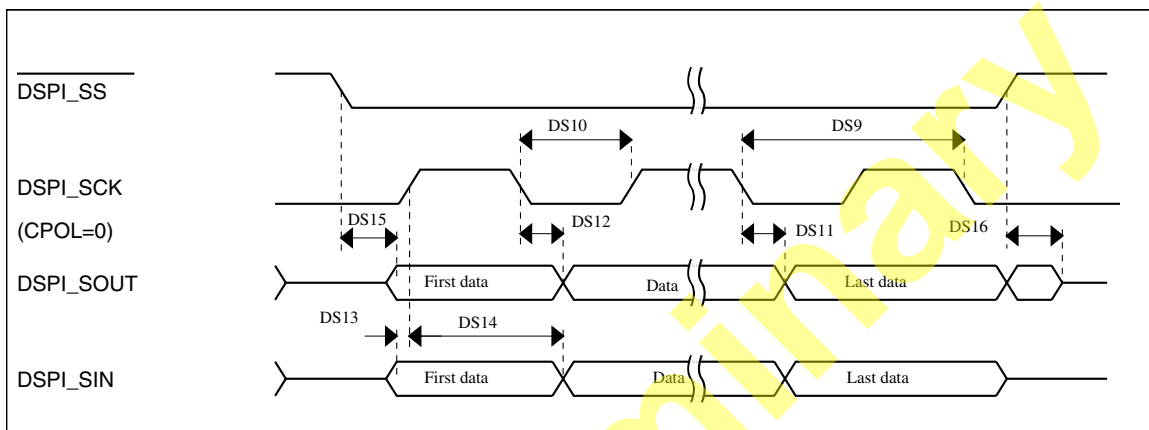 DSPI_SS
DS10
DS9
DSPI_SCK
(CPOL=0)
DS15
DS12
DS11
DS16
DSPI_SOUT
First data
Data
Last data
DS13
DS14
DSPI_SIN
First data
Data
Last data
minary